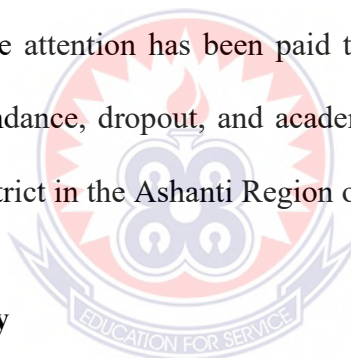 e attention has been paid t
ndance, dropout, and acader
trict in the Ashanti Region o
y
EDUCATION FOR SERVICE